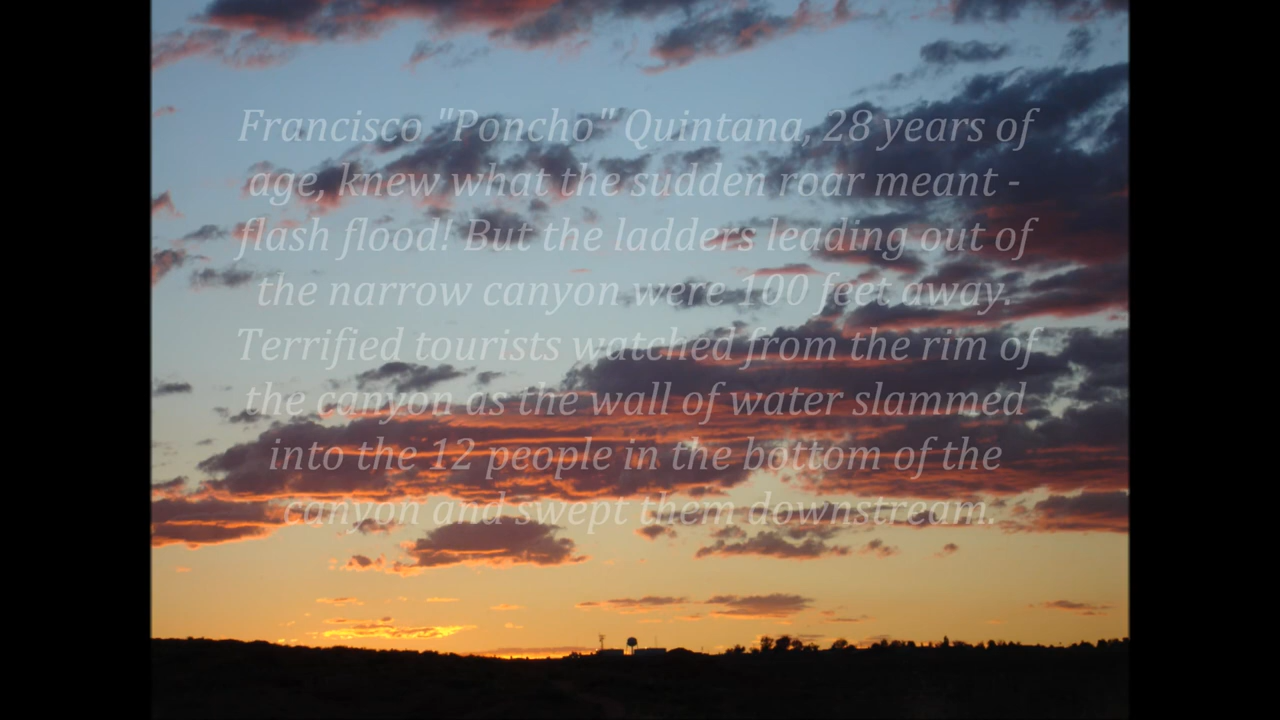 Francisco "Poncho" Quintana, 28 years of
age, knew what the sudden roar meant -
flash flood! But the ladders leading out of
the narrow canyon were 100 feet away.
Terrified tourists watched from the rim of
the canyon as the wall of water slammed
into the 12 people in the bottom of the
canyon and swept them downstream.